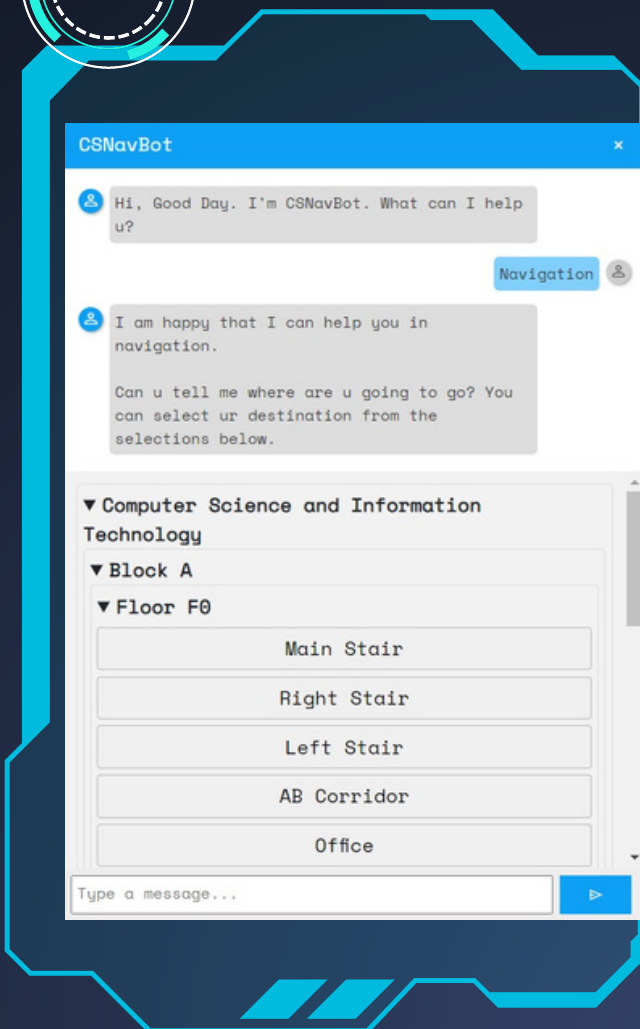 CSNavBot
×
Hi, Good Day. I'm CSNavBot. What can I help
u?
Navigation
I am happy that I can help you in
navigation.
Can u tell me where are u going to go? You
can select ur destination from the
selections below.
▼ Computer Science and Information
Technology
▼ Block A
▼ Floor F0
Main Stair
Right Stair
Left Stair
AB Corridor
Office
Type a message...